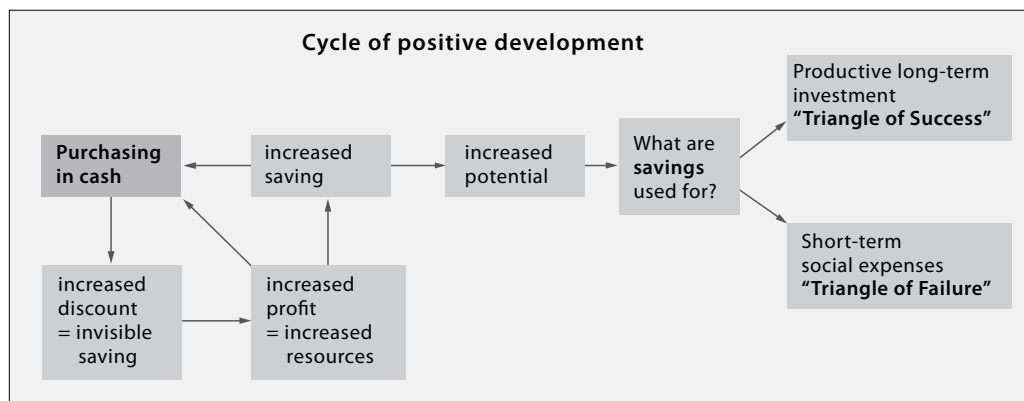 Cycle of positive development
Purchasing
in cash
increased
saving
increased
potential
What are
savings
used for?
Productive long-term
investment
“Triangle of Success”
Short-term
social expenses
“Triangle of Failure”
increased
discount
= invisible
saving
increased
profit
= increased
resources